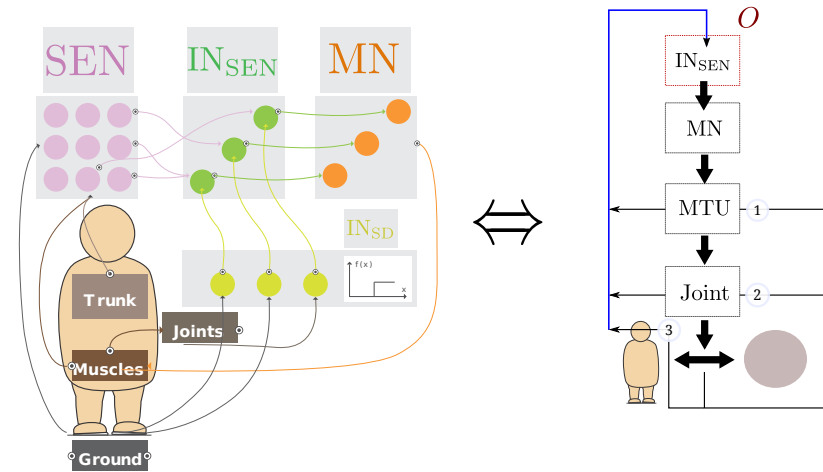 SEN
IN_SEN
MN
IN_SD
f(x)
x
Trunk
Joints
Muscles
Ground
O
IN_SEN
MN
MTU
1
Joint
2
3